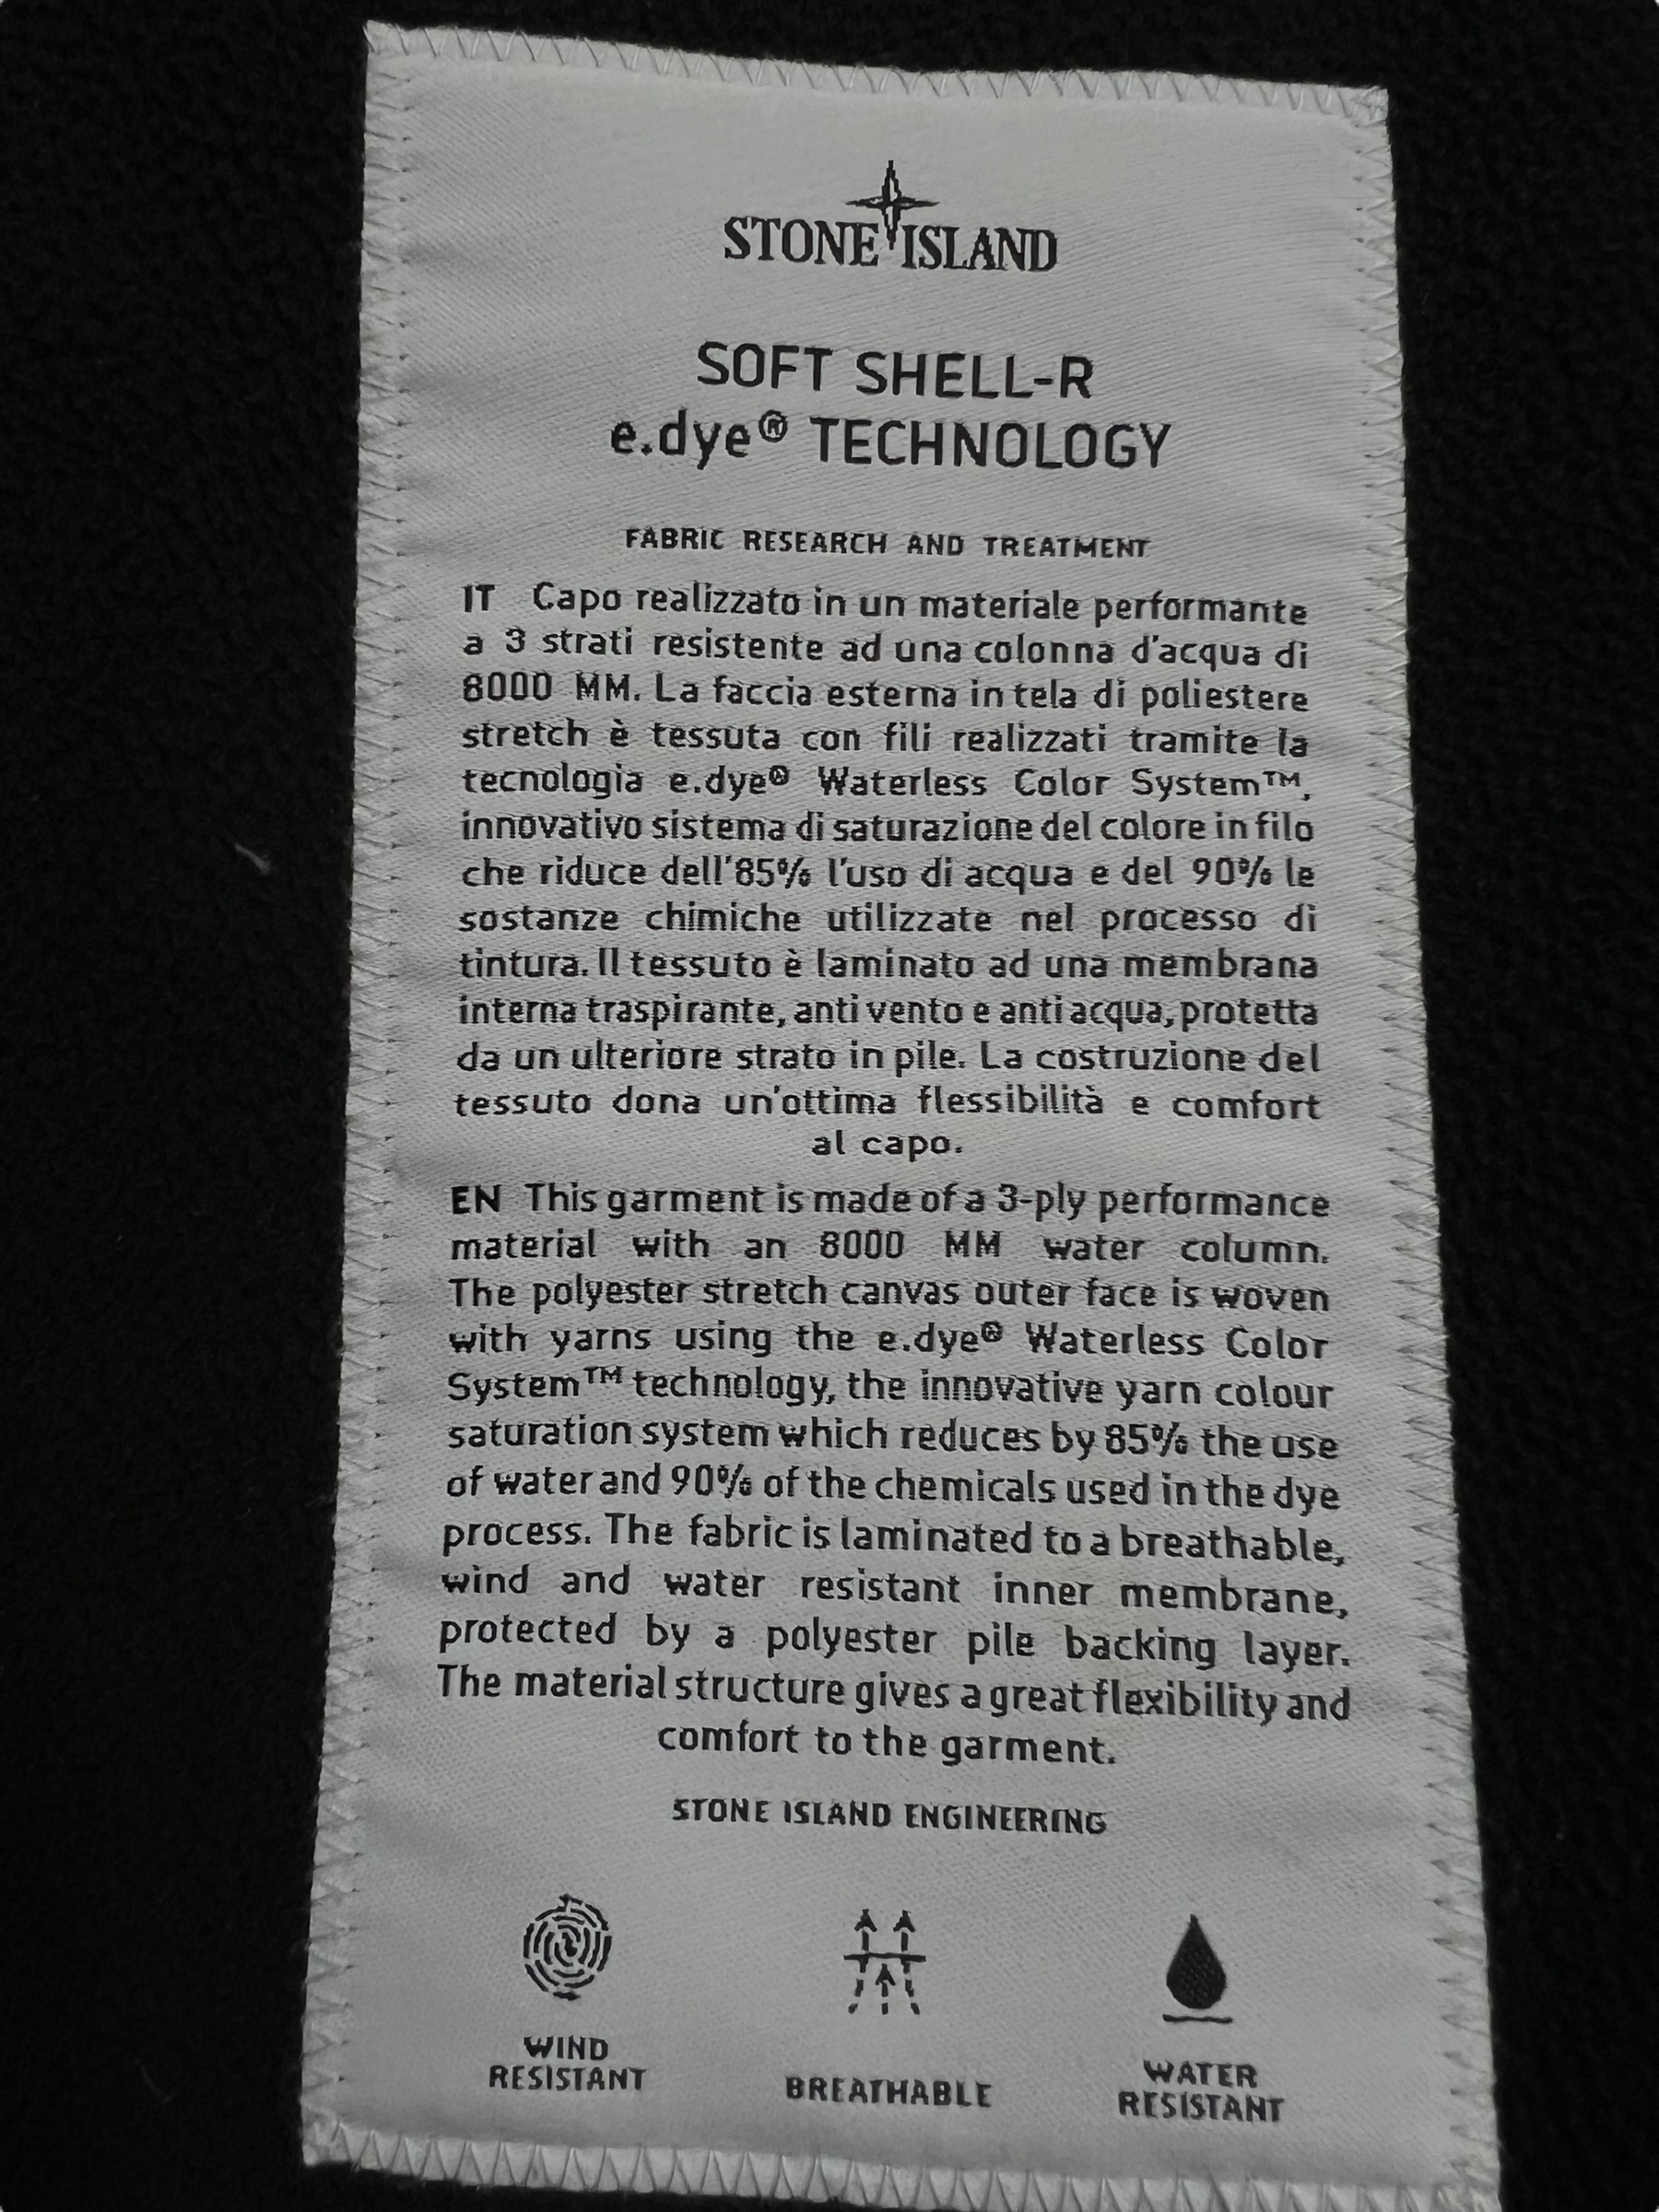 STONE ISLAND
SOFT SHELL-R
e.dye® TECHNOLOGY
FABRIC RESEARCH AND TREATMENT
IT Capo realizzato in un materiale performante
a 3 strati resistente ad una colonna d'acqua di
8000 MM. La faccia esterna in tela di poliestere
stretch è tessuta con fili realizzati tramite la
tecnologia e.dye® Waterless Color System™,
innovativo sistema di saturazione del colore in filo
che riduce dell'85% l'uso di acqua e del 90% le
sostanze chimiche utilizzate nel processo di
tintura. Il tessuto è laminato ad una membrana
interna traspirante, anti vento e anti acqua, protetta
da un ulteriore strato in pile. La costruzione del
tessuto dona un'ottima flessibilità e comfort
al capo.
EN This garment is made of a 3-ply performance
material with an 8000 MM water column.
The polyester stretch canvas outer face is woven
with yarns using the e.dye® Waterless Color
System™ technology, the innovative yarn colour
saturation system which reduces by 85% the use
of water and 90% of the chemicals used in the dye
process. The fabric is laminated to a breathable,
wind and water resistant inner membrane,
protected by a polyester pile backing layer.
The material structure gives a great flexibility and
comfort to the garment.
STONE ISLAND ENGINEERING
WIND
RESISTANT
BREATHABLE
WATER
RESISTANT